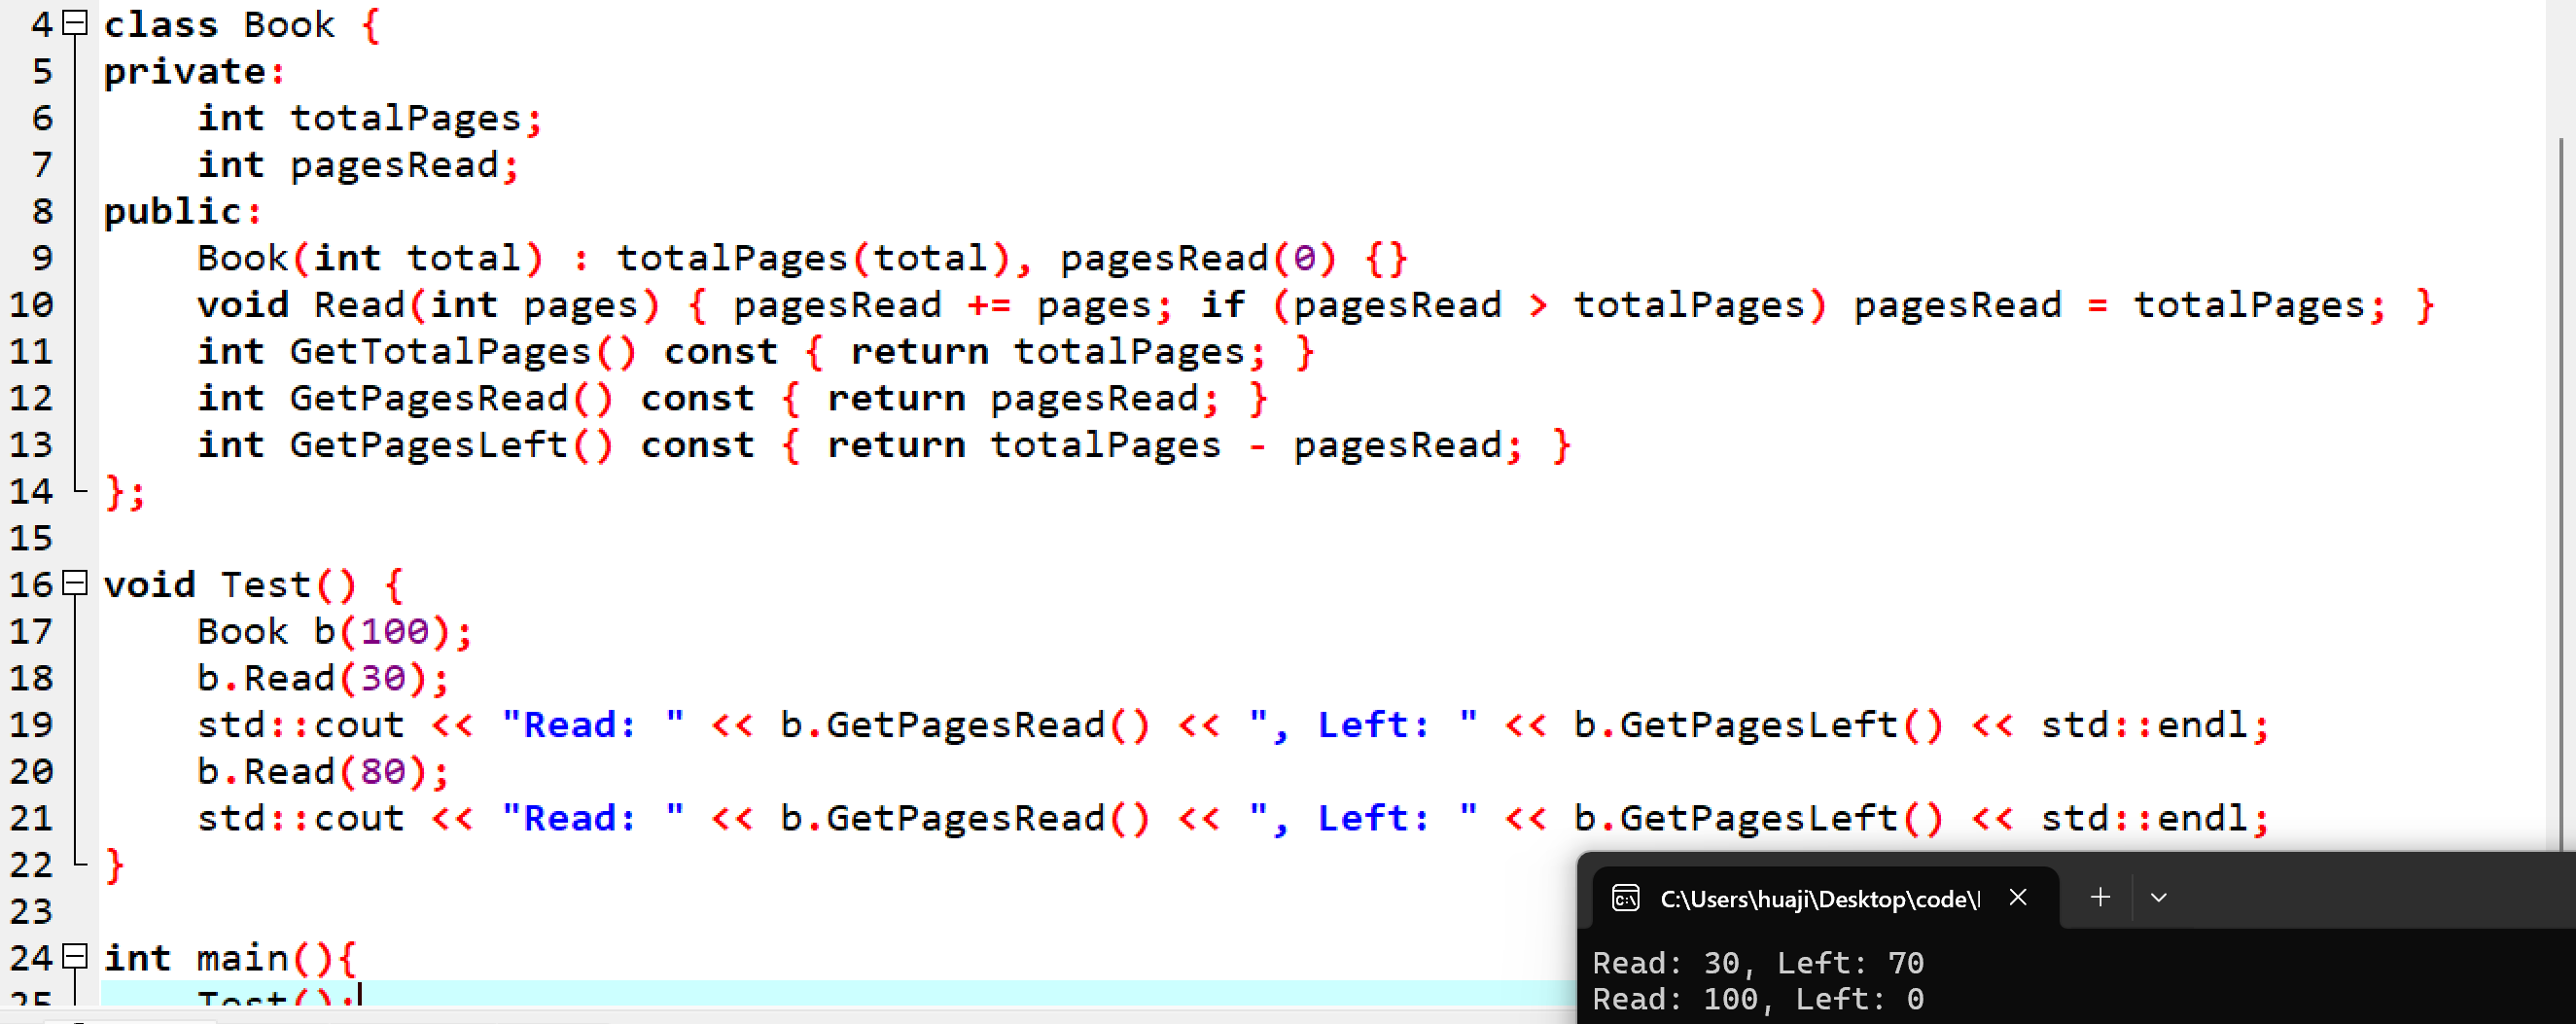 4 class Book {
5 private:
6     int totalPages;
7     int pagesRead;
8 public:
9     Book(int total) : totalPages(total), pagesRead(0) {}
10     void Read(int pages) { pagesRead += pages; if (pagesRead > totalPages) pagesRead = totalPages; }
11     int GetTotalPages() const { return totalPages; }
12     int GetPagesRead() const { return pagesRead; }
13     int GetPagesLeft() const { return totalPages - pagesRead; }
14 };
15
16 void Test() {
17     Book b(100);
18     b.Read(30);
19     std::cout << "Read: " << b.GetPagesRead() << ", Left: " << b.GetPagesLeft() << std::endl;
20     b.Read(80);
21     std::cout << "Read: " << b.GetPagesRead() << ", Left: " << b.GetPagesLeft() << std::endl;
22 }
23
24 int main(){
25     Test();
C:\Users\huaji\Desktop\code\
Read: 30, Left: 70
Read: 100, Left: 0